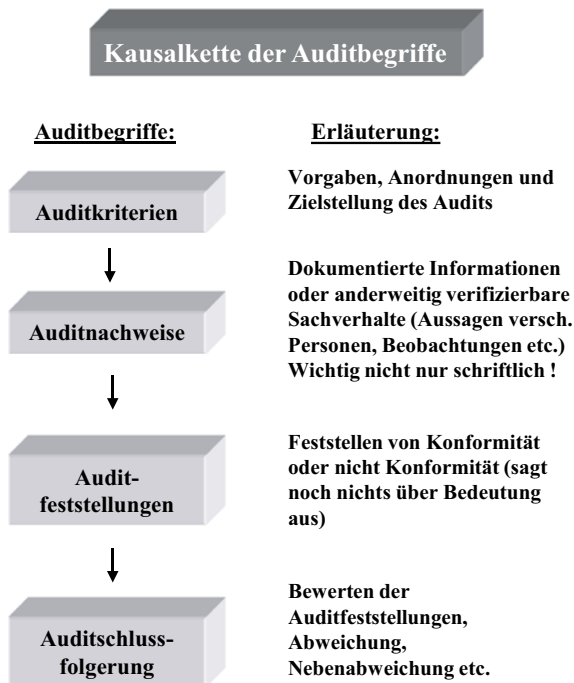 Kausalkette der Auditbegriffe
Auditbegriffe:
Erläuterung:
Auditkriterien
Vorgaben, Anordnungen und
Zielstellung des Audits
Auditnachweise
Dokumentierte Informationen
oder anderweitig verifizierbare
Sachverhalte (Aussagen versch.
Personen, Beobachtungen etc.)
Wichtig nicht nur schriftlich !
Audit-
feststellungen
Feststellen von Konformität
oder nicht Konformität (sagt
noch nichts über Bedeutung
aus)
Auditschluss-
folgerung
Bewerten der
Auditfeststellungen,
Abweichung,
Nebenabweichung etc.